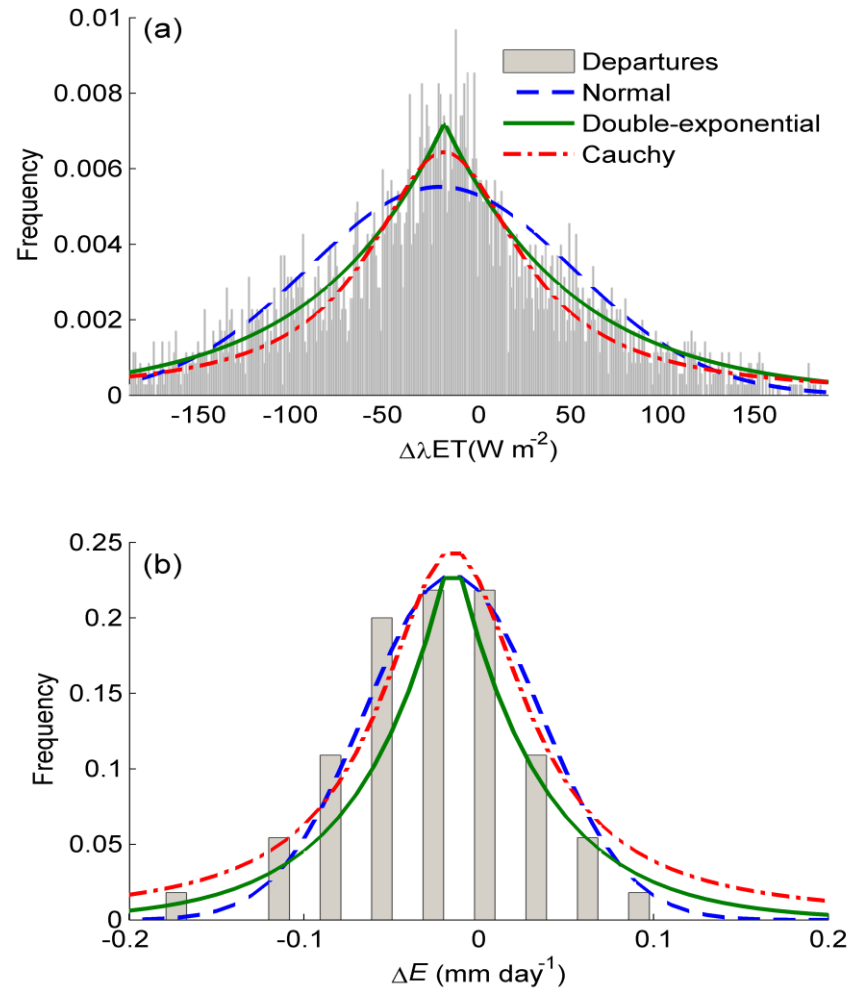 (a)
Departures
Normal
Double-exponential
Cauchy
0.01
0.008
0.006
0.004
0.002
0
Frequency
-150 -100 -50 0 50 100 150
ΔλET(W m⁻²)
(b)
0.25
0.2
0.15
0.1
0.05
0
Frequency
-0.2 -0.1 0 0.1 0.2
ΔE (mm day⁻¹)